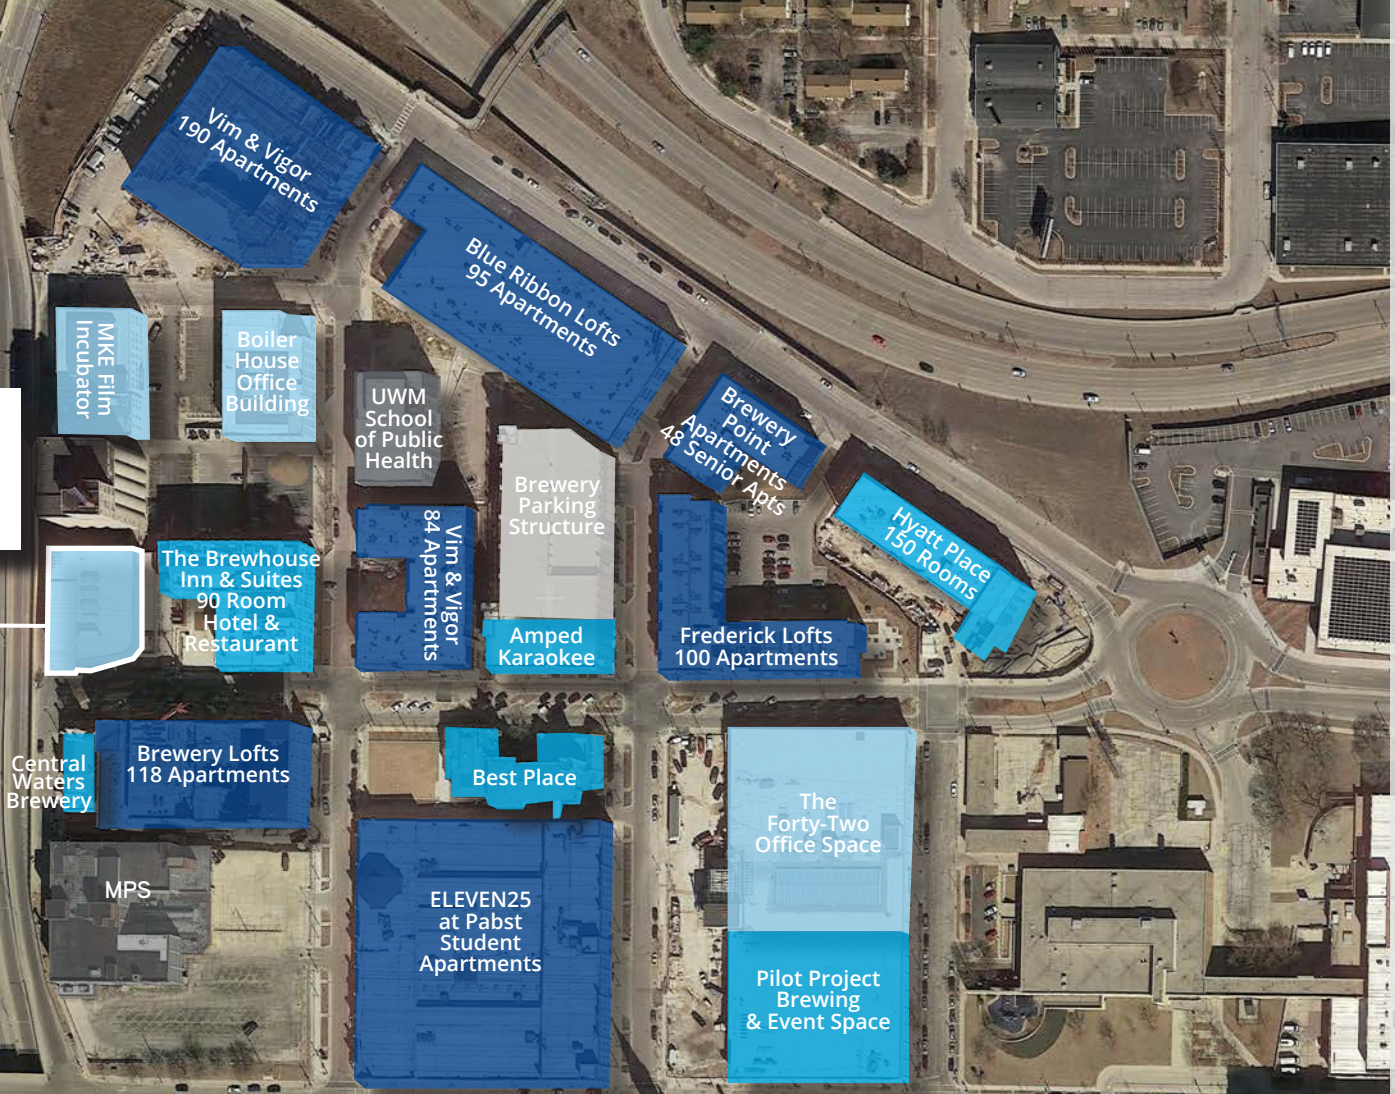 Vim & Vigor
190 Apartments
Blue Ribbon Lofts
95 Apartments
MKE Film
Incubator
Boiler
House
Office
Building
UWM
School
of Public
Health
Brewery
Point
Apartments
48 Senior Apts
Brewery
Parking
Structure
Hyatt Place
150 Rooms
Vim & Vigor
84 Apartments
The Brewhouse
Inn & Suites
90 Room
Hotel &
Restaurant
Amped
Karaokee
Frederick Lofts
100 Apartments
Central
Waters
Brewery
Brewery Lofts
118 Apartments
Best Place
The
Forty-Two
Office Space
MPS
ELEVEN25
at Pabst
Student
Apartments
Pilot Project
Brewing
& Event Space